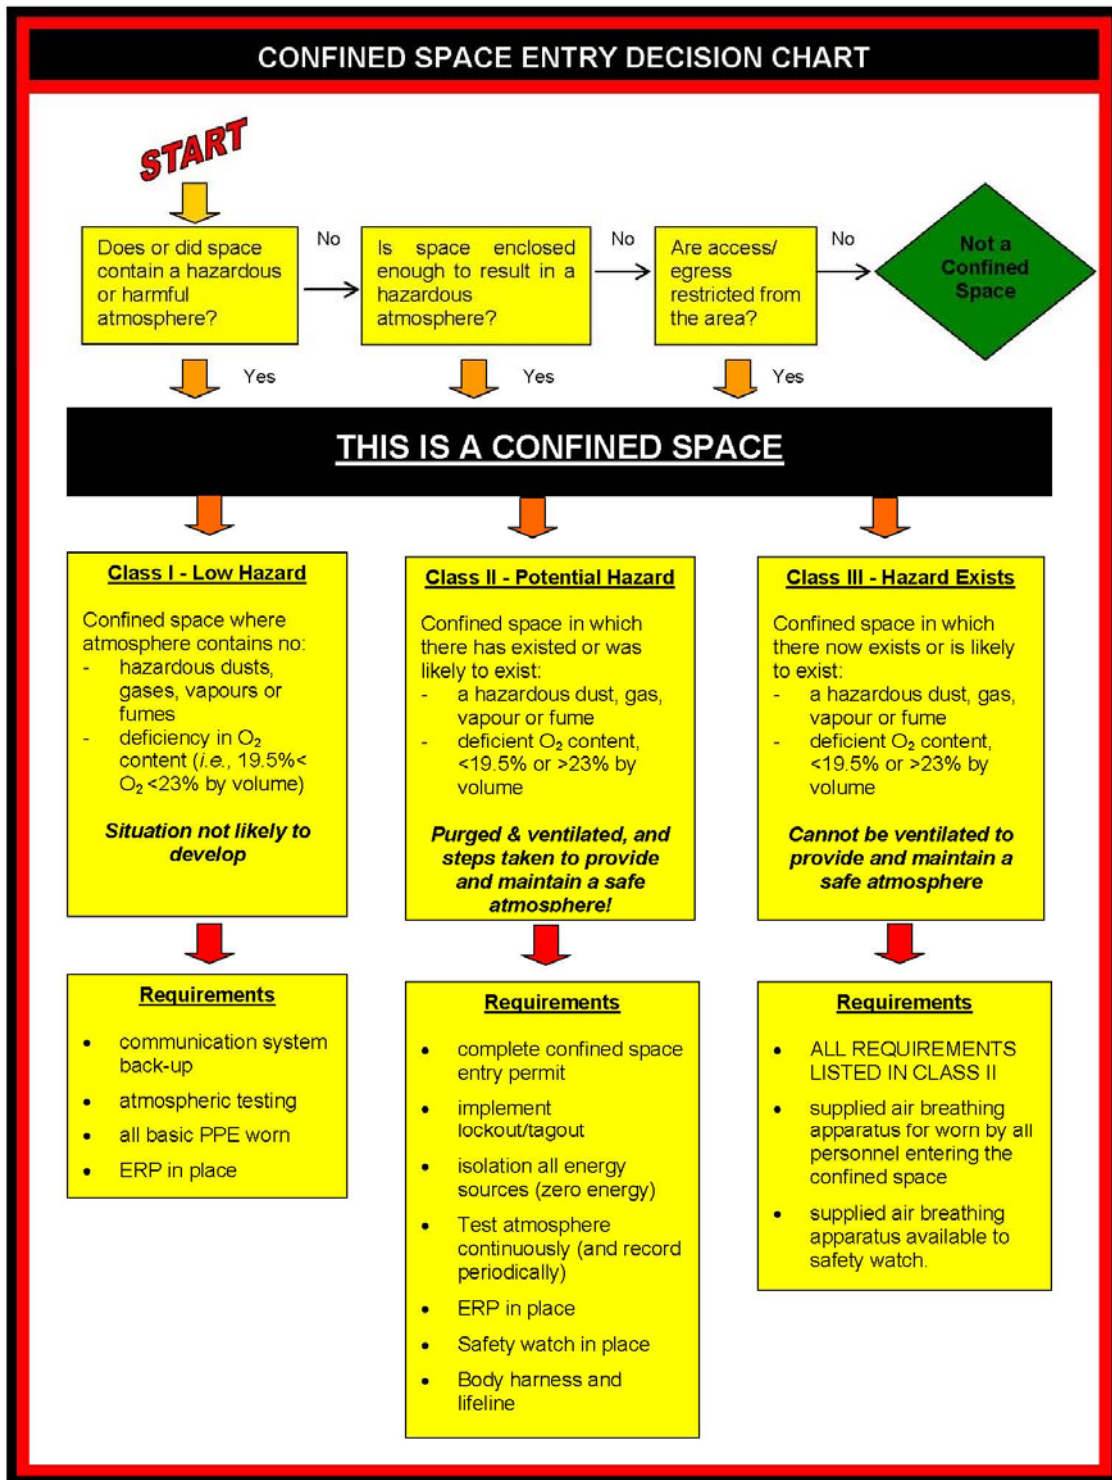 CONFINED SPACE ENTRY DECISION CHART
START
Does or did space
contain a hazardous
or harmful
atmosphere?
No
Is space enclosed
enough to result in a
hazardous
atmosphere?
No
Are access/
egress
restricted from
the area?
No
Not a
Confined
Space
Yes
Yes
Yes
THIS IS A CONFINED SPACE
Class I - Low Hazard
Confined space where
atmosphere contains no:
- hazardous dusts,
gases, vapours or
fumes
- deficiency in O₂
content (i.e., 19.5%<
O₂ <23% by volume)
Situation not likely to
develop
Class II - Potential Hazard
Confined space in which
there has existed or was
likely to exist:
- a hazardous dust, gas,
vapour or fume
- deficient O₂ content,
<19.5% or >23% by
volume
Purged & ventilated, and
steps taken to provide
and maintain a safe
atmosphere!
Class III - Hazard Exists
Confined space in which
there now exists or is likely
to exist:
- a hazardous dust, gas,
vapour or fume
- deficient O₂ content,
<19.5% or >23% by
volume
Cannot be ventilated to
provide and maintain a
safe atmosphere
Requirements
• communication system
back-up
• atmospheric testing
• all basic PPE worn
• ERP in place
Requirements
• complete confined space
entry permit
• implement
lockout/tagout
• isolation all energy
sources (zero energy)
• Test atmosphere
continuously (and record
periodically)
• ERP in place
• Safety watch in place
• Body harness and
lifeline
Requirements
• ALL REQUIREMENTS
LISTED IN CLASS II
• supplied air breathing
apparatus for worn by all
personnel entering the
confined space
• supplied air breathing
apparatus available to
safety watch.